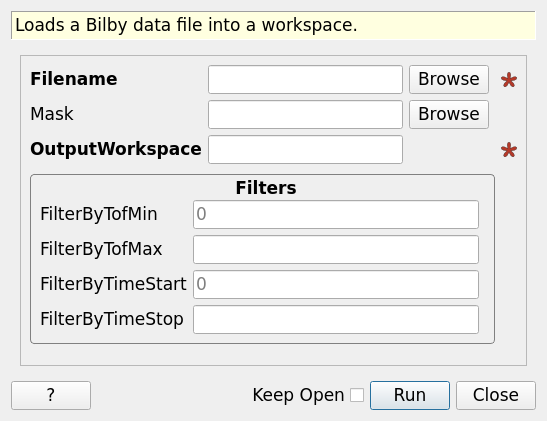 Loads a Bilby data file into a workspace.
Filename Browse *
Mask Browse
OutputWorkspace *
Filters
FilterByTofMin 0
FilterByTofMax
FilterByTimeStart 0
FilterByTimeStop
? Keep Open Run Close